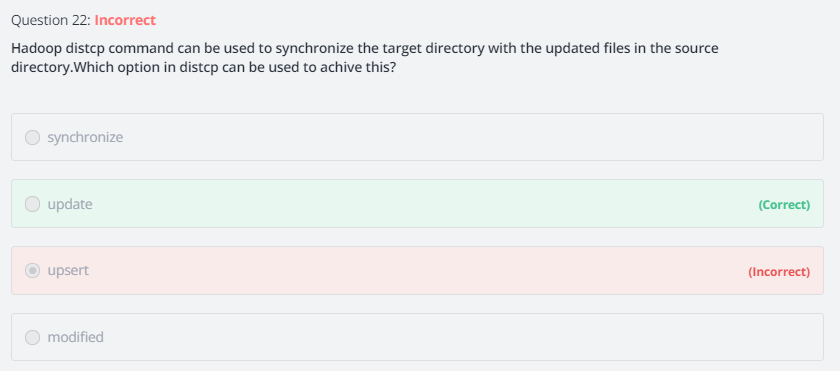 Question 22: Incorrect
Hadoop distcp command can be used to synchronize the target directory with the updated files in the source
directory.Which option in distcp can be used to achive this?
synchronize
update (Correct)
upsert (Incorrect)
modified